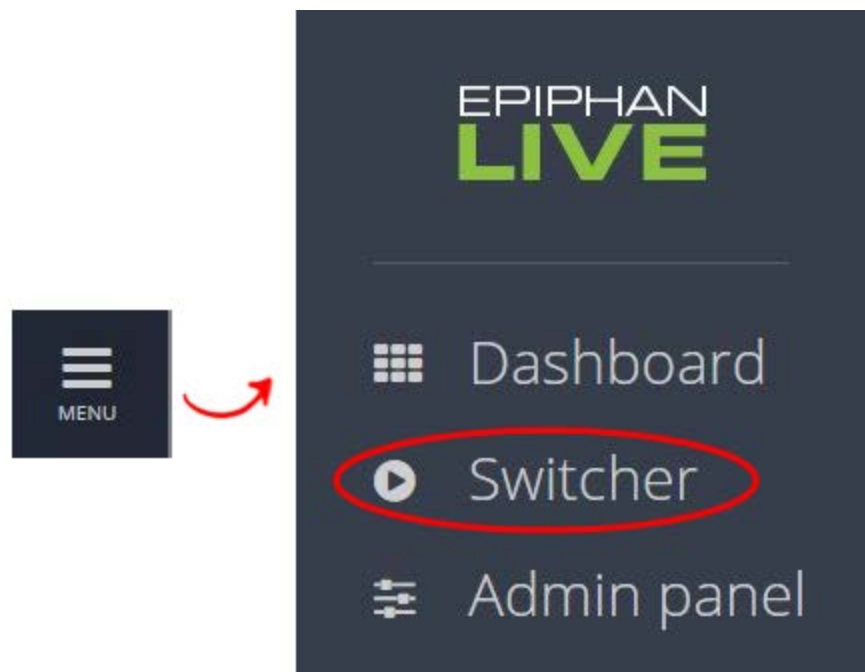 MENU
EPIPHAN
LIVE
Dashboard
Switcher
Admin panel